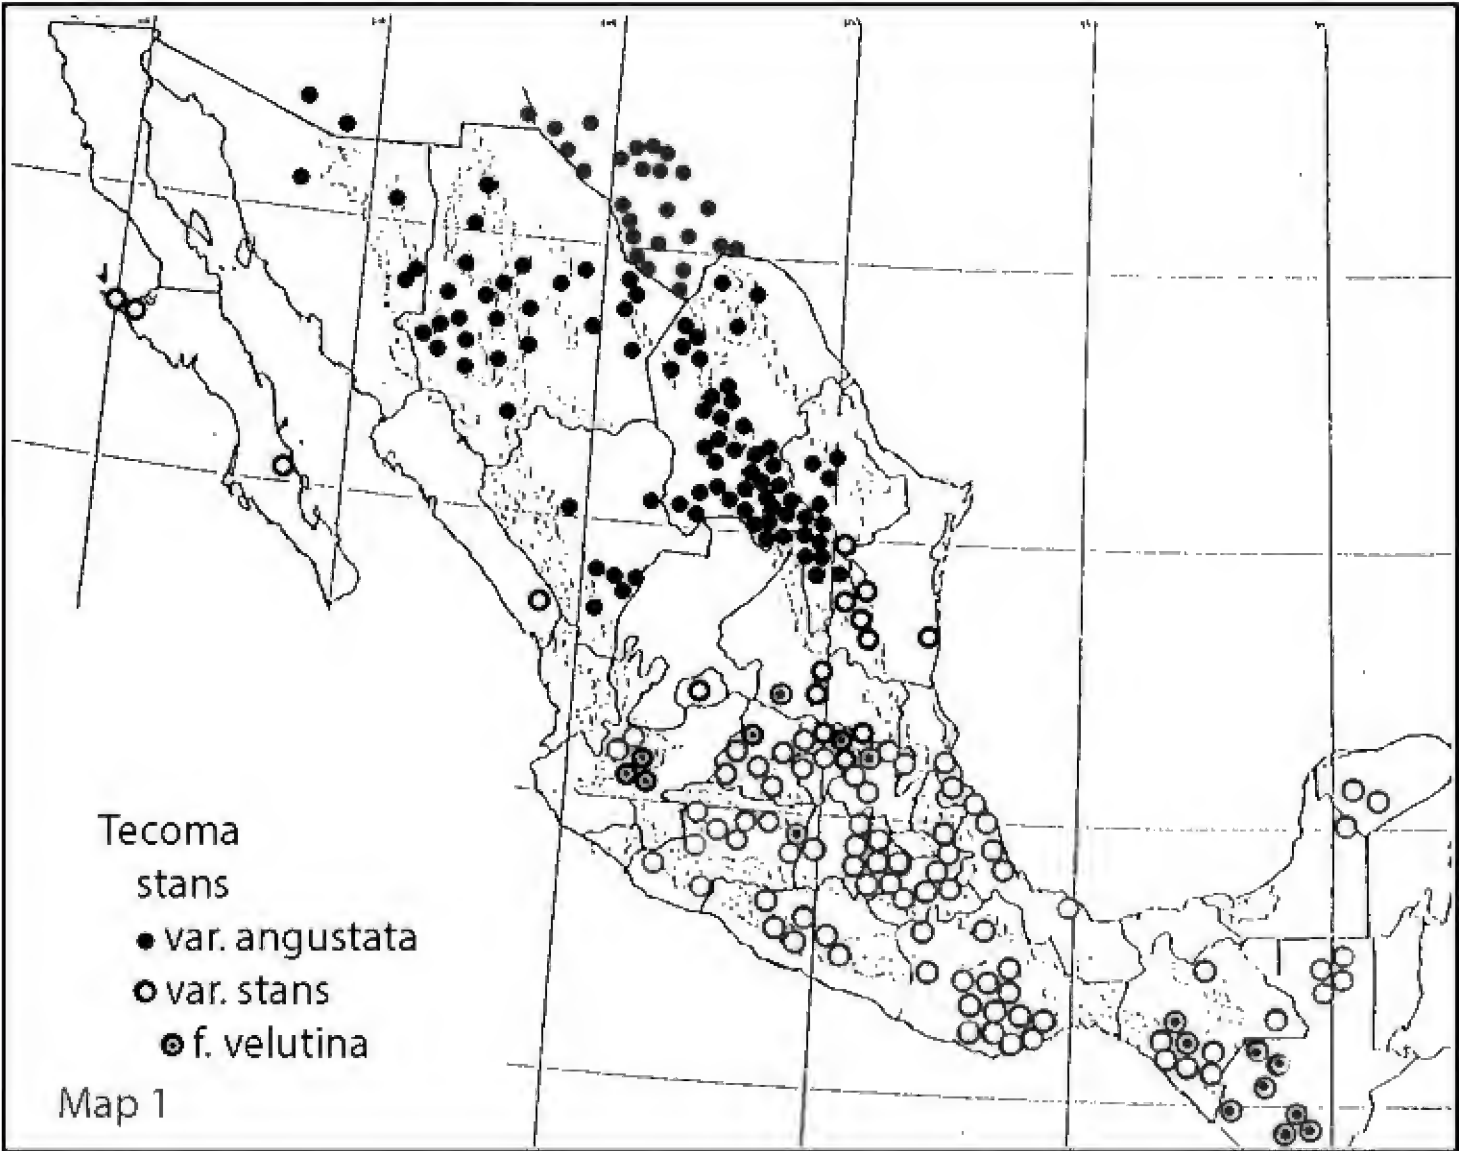 Tecoma
stans
var. angustata
var. stans
f. velutina
Map 1